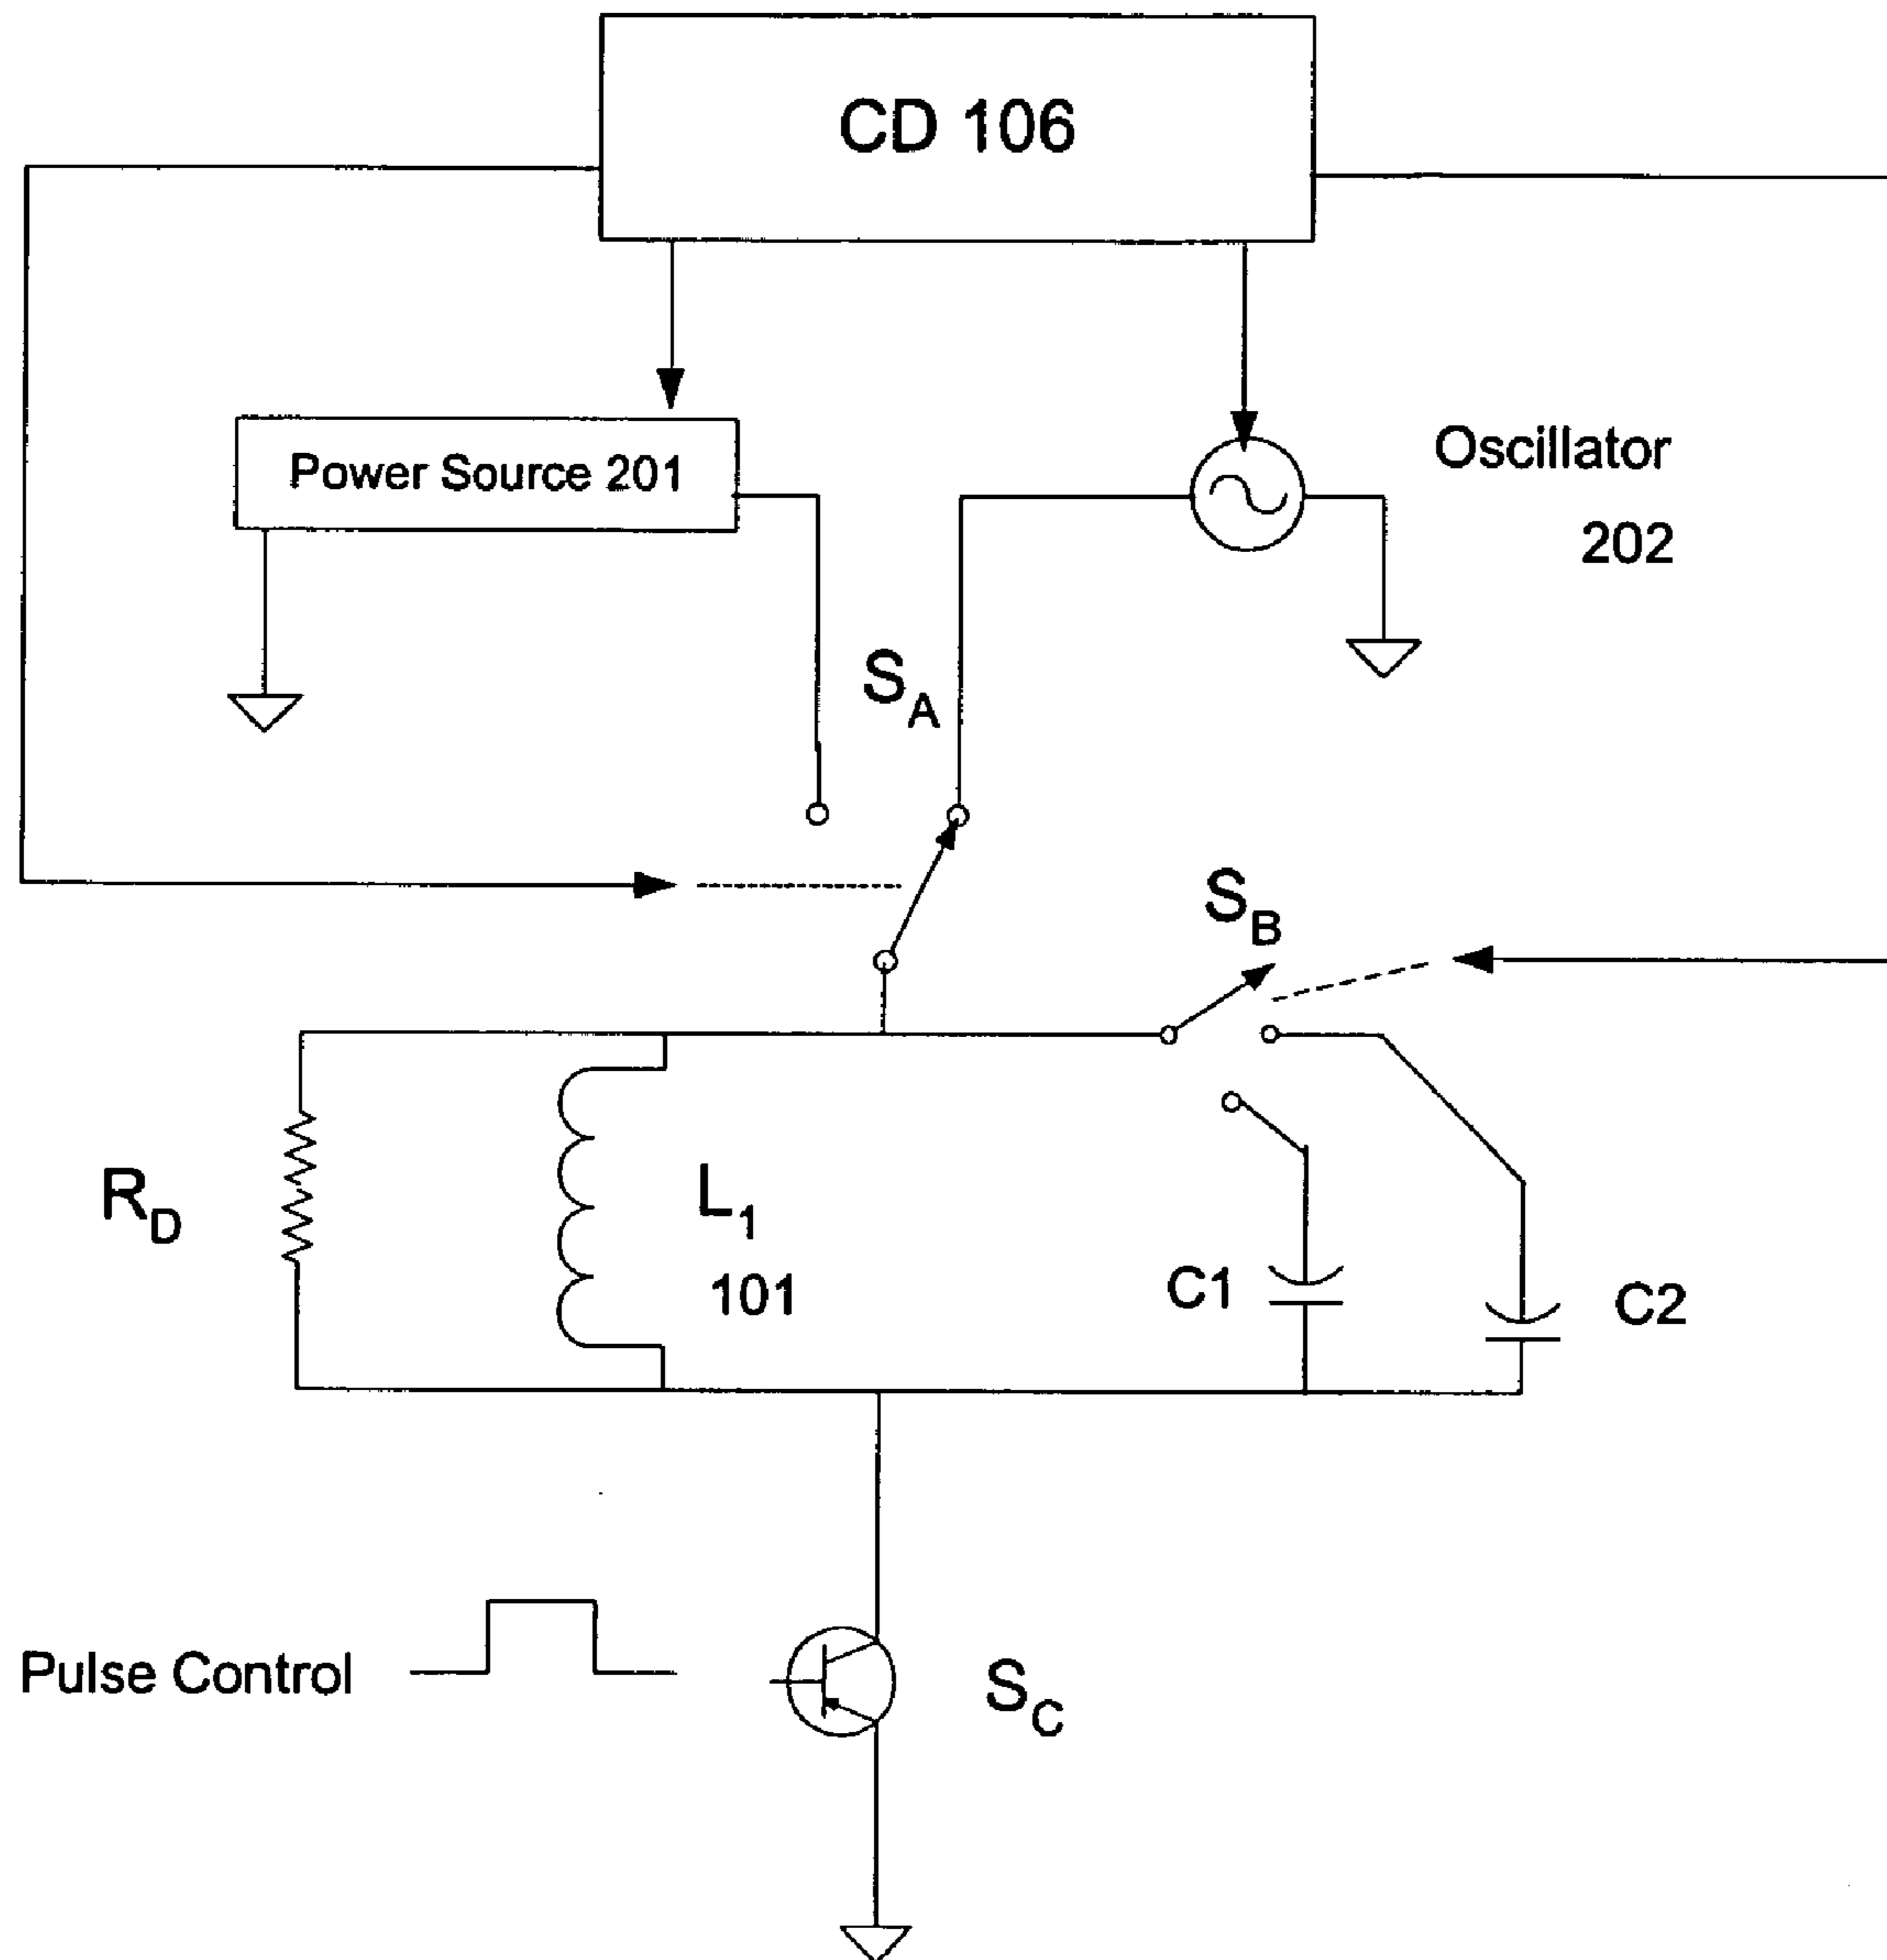 CD 106
Power Source 201
Oscillator
202
S_A
S_B
R_D
L_1
101
C1
C2
Pulse Control
S_C